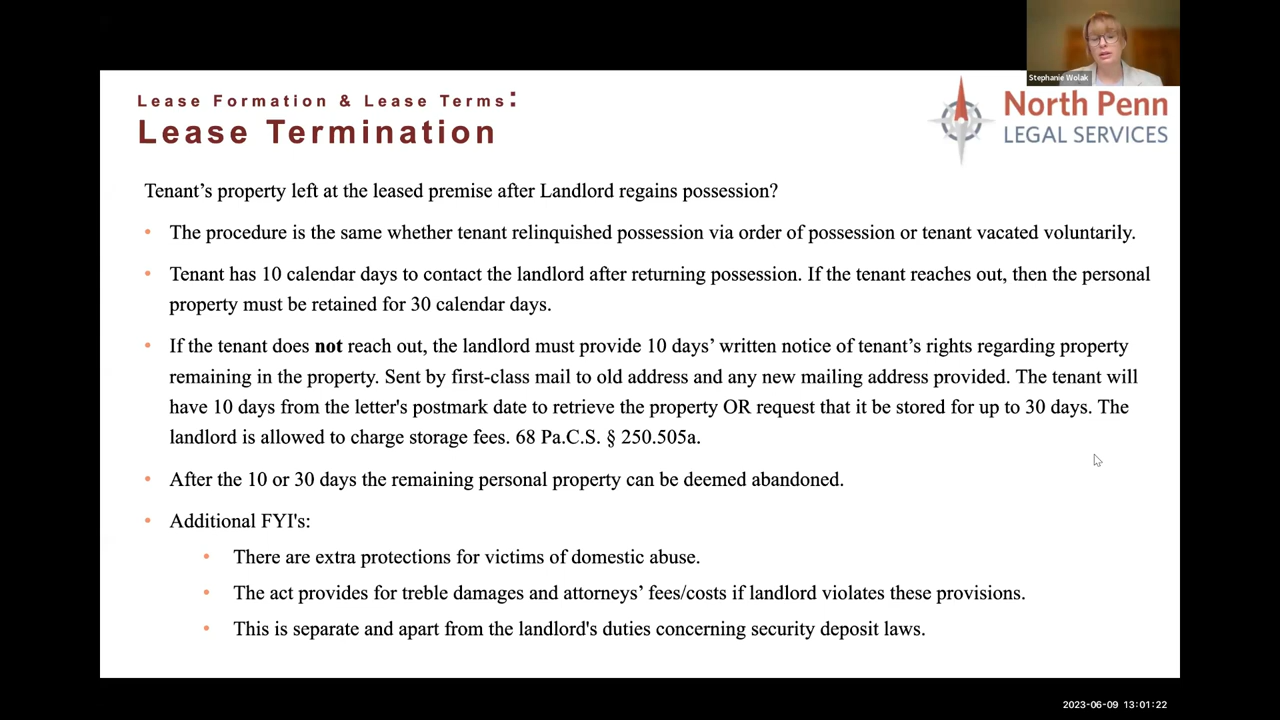 Stephanie Wolak
Lease Formation & Lease Terms:
Lease Termination
North Penn
LEGAL SERVICES
Tenant’s property left at the leased premise after Landlord regains possession?
• The procedure is the same whether tenant relinquished possession via order of possession or tenant vacated voluntarily.
• Tenant has 10 calendar days to contact the landlord after returning possession. If the tenant reaches out, then the personal
property must be retained for 30 calendar days.
• If the tenant does not reach out, the landlord must provide 10 days’ written notice of tenant’s rights regarding property
remaining in the property. Sent by first-class mail to old address and any new mailing address provided. The tenant will
have 10 days from the letter's postmark date to retrieve the property OR request that it be stored for up to 30 days. The
landlord is allowed to charge storage fees. 68 Pa.C.S. § 250.505a.
• After the 10 or 30 days the remaining personal property can be deemed abandoned.
• Additional FYI's:
• There are extra protections for victims of domestic abuse.
• The act provides for treble damages and attorneys’ fees/costs if landlord violates these provisions.
• This is separate and apart from the landlord's duties concerning security deposit laws.
2023-06-09 13:01:22